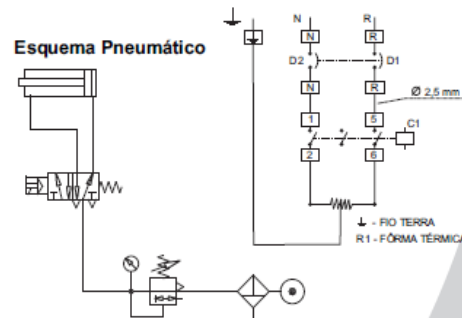 Esquema Pneumático
N R
N R
D2 D1
N R
Ø 2,5 mm
1 5
C1
2 6
- FIO TERRA
R1 - FÔRMA TÉRMICA